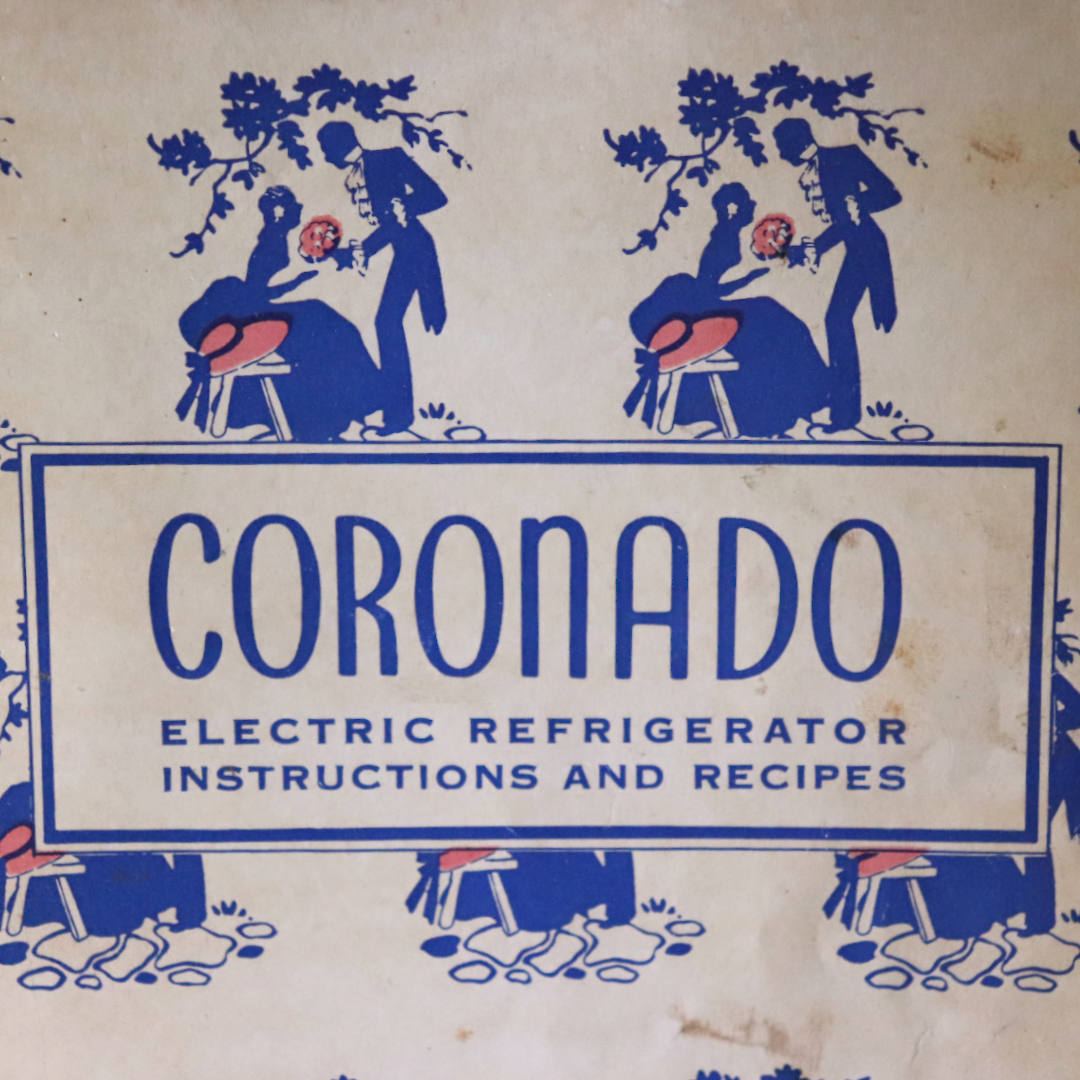 CORONADO
ELECTRIC REFRIGERATOR
INSTRUCTIONS AND RECIPES